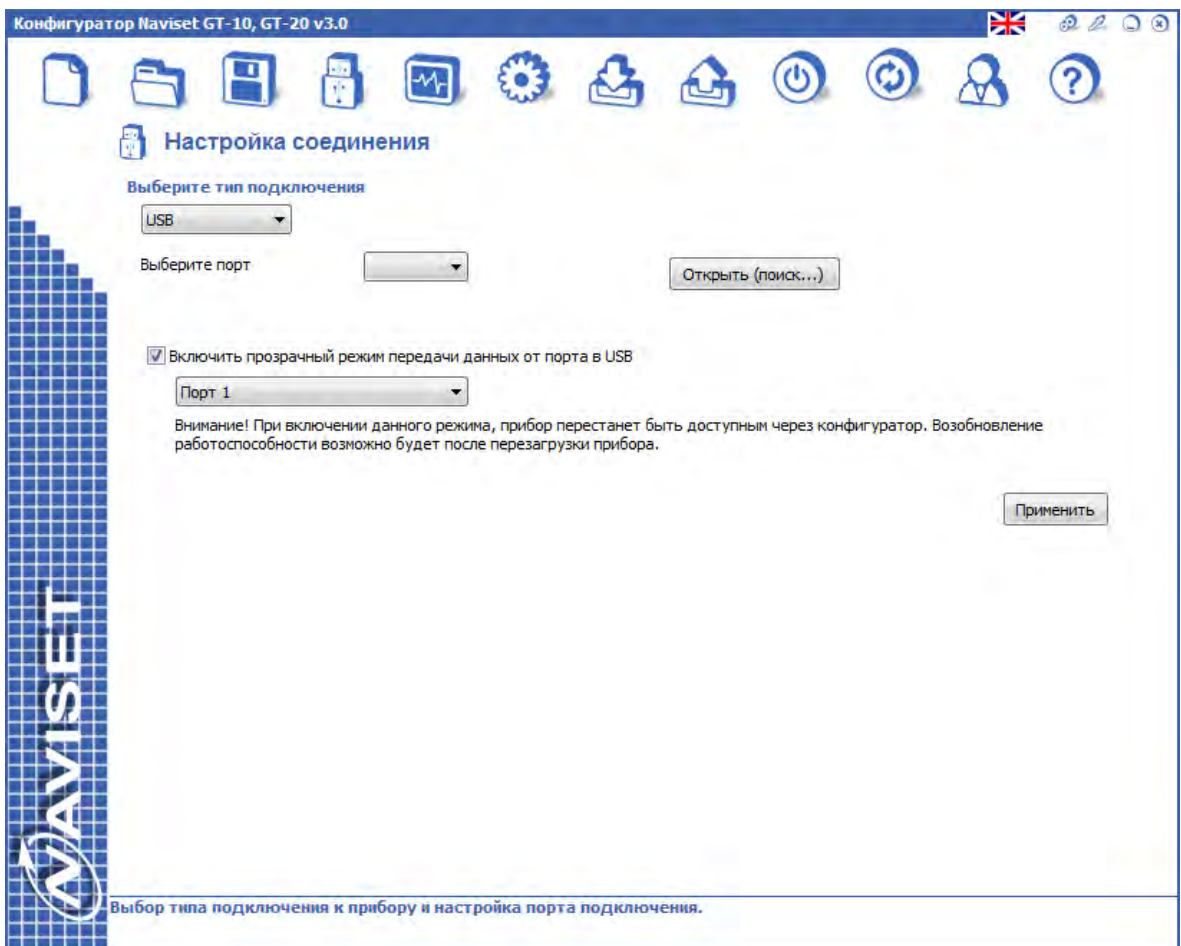 Конфигуратор Naviset GT-10, GT-20 v3.0
Настройка соединения
Выберите тип подключения
USB
Выберите порт
Открыть (поиск...)
Включить прозрачный режим передачи данных от порта в USB
Порт 1
Внимание! При включении данного режима, прибор перестанет быть доступным через конфигуратор. Возобновление
работоспособности возможно будет после перезагрузки прибора.
Применить
NAVISET
Выбор типа подключения к прибору и настройка порта подключения.